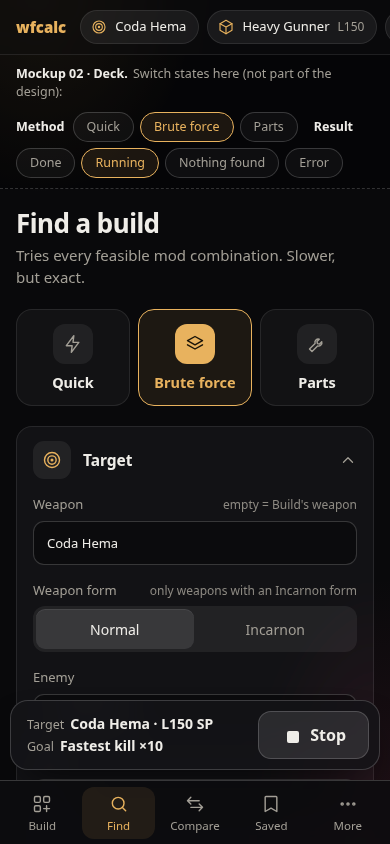 wfcalc Coda Hema Heavy Gunner L150
Mockup 02 · Deck. Switch states here (not part of the
design):
Method Quick Brute force Parts Result
Done Running Nothing found Error
Find a build
Tries every feasible mod combination. Slower,
but exact.
Quick Brute force Parts
Target
Weapon empty = Build's weapon
Coda Hema
Weapon form only weapons with an Incarnon form
Normal Incarnon
Enemy
Target Coda Hema · L150 SP
Goal Fastest kill ×10
Stop
Build Find Compare Saved More